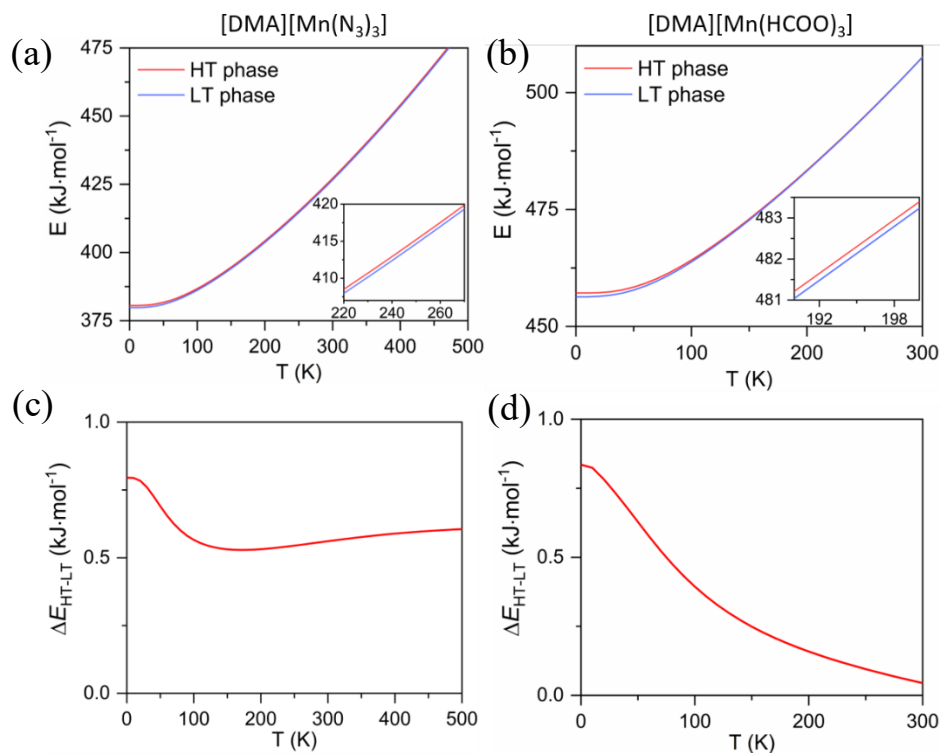 [DMA][Mn(N₃)₃]
[DMA][Mn(HCOO)₃]
(a)
475
450
425
400
375
E (kJ·mol⁻¹)
HT phase
LT phase
420
415
410
220 240 260
0 100 200 300 400 500
T (K)
(b)
500
475
450
E (kJ·mol⁻¹)
HT phase
LT phase
483
482
481
192 198
0 100 200 300
T (K)
(c)
1.0
0.5
0.0
ΔE_HT-LT (kJ·mol⁻¹)
0 100 200 300 400 500
T (K)
(d)
1.0
0.5
0.0
ΔE_HT-LT (kJ·mol⁻¹)
0 100 200 300
T (K)